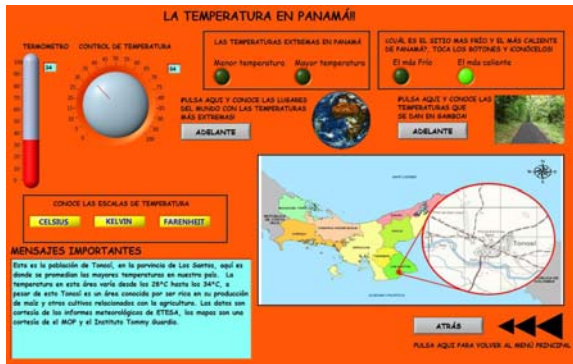 LA TEMPERATURA EN PANAMÁ!!
TERMOMETRO
CONTROL DE TEMPERATURA
34
34
LAS TEMPERATURAS EXTREMAS EN PANAMÁ
Menor temperatura
Mayor temperatura
¿CUÁL ES EL SITIO MAS FRÍO Y EL MÁS CALIENTE
DE PANAMÁ?, TOCA LOS BOTONES Y ¡CONÓCELOS!
El más Frío
El más caliente
¡PULSA AQUI Y CONOCE LAS LUGARES
DEL MUNDO CON LAS TEMPERATURAS
MÁS EXTREMAS!
ADELANTE
¡PULSA AQUI Y CONOCE LAS
TEMPERATURAS QUE
SE DAN EN GAMBOA!
ADELANTE
CONOCE LAS ESCALAS DE TEMPERATURA
CELSIUS
KELVIN
FARENHEIT
Tonosí
MENSAJES IMPORTANTES
Esta es la población de Tonosí, en la porvincia de Los Santos, aquí es
donde se promedian las mayores temperaturas en nuestro país. La
temperatura en esta área varía desde los 28ºC hasta los 34ºC, a
pesar de esto Tonosí es un área conocida por ser rica en su producción
de maíz y otros cultivos relacionados con la agricultura. Los datos son
cortesía de los informes meteorológicos de ETESA, los mapas son una
cortesía de el MOP y el Instituto Tommy Guardia.
ATRÁS
PULSA AQUI PARA VOLVER AL MENÚ PRINCIPAL